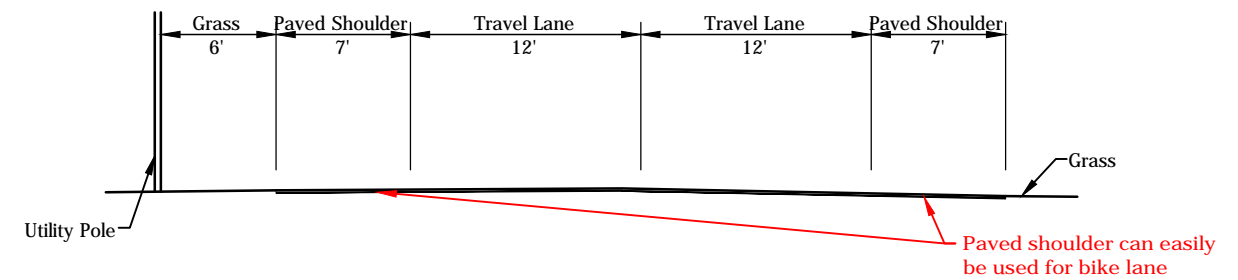 Grass Paved Shoulder Travel Lane Travel Lane Paved Shoulder
6' 7' 12' 12' 7'
Grass
Utility Pole
Paved shoulder can easily
be used for bike lane